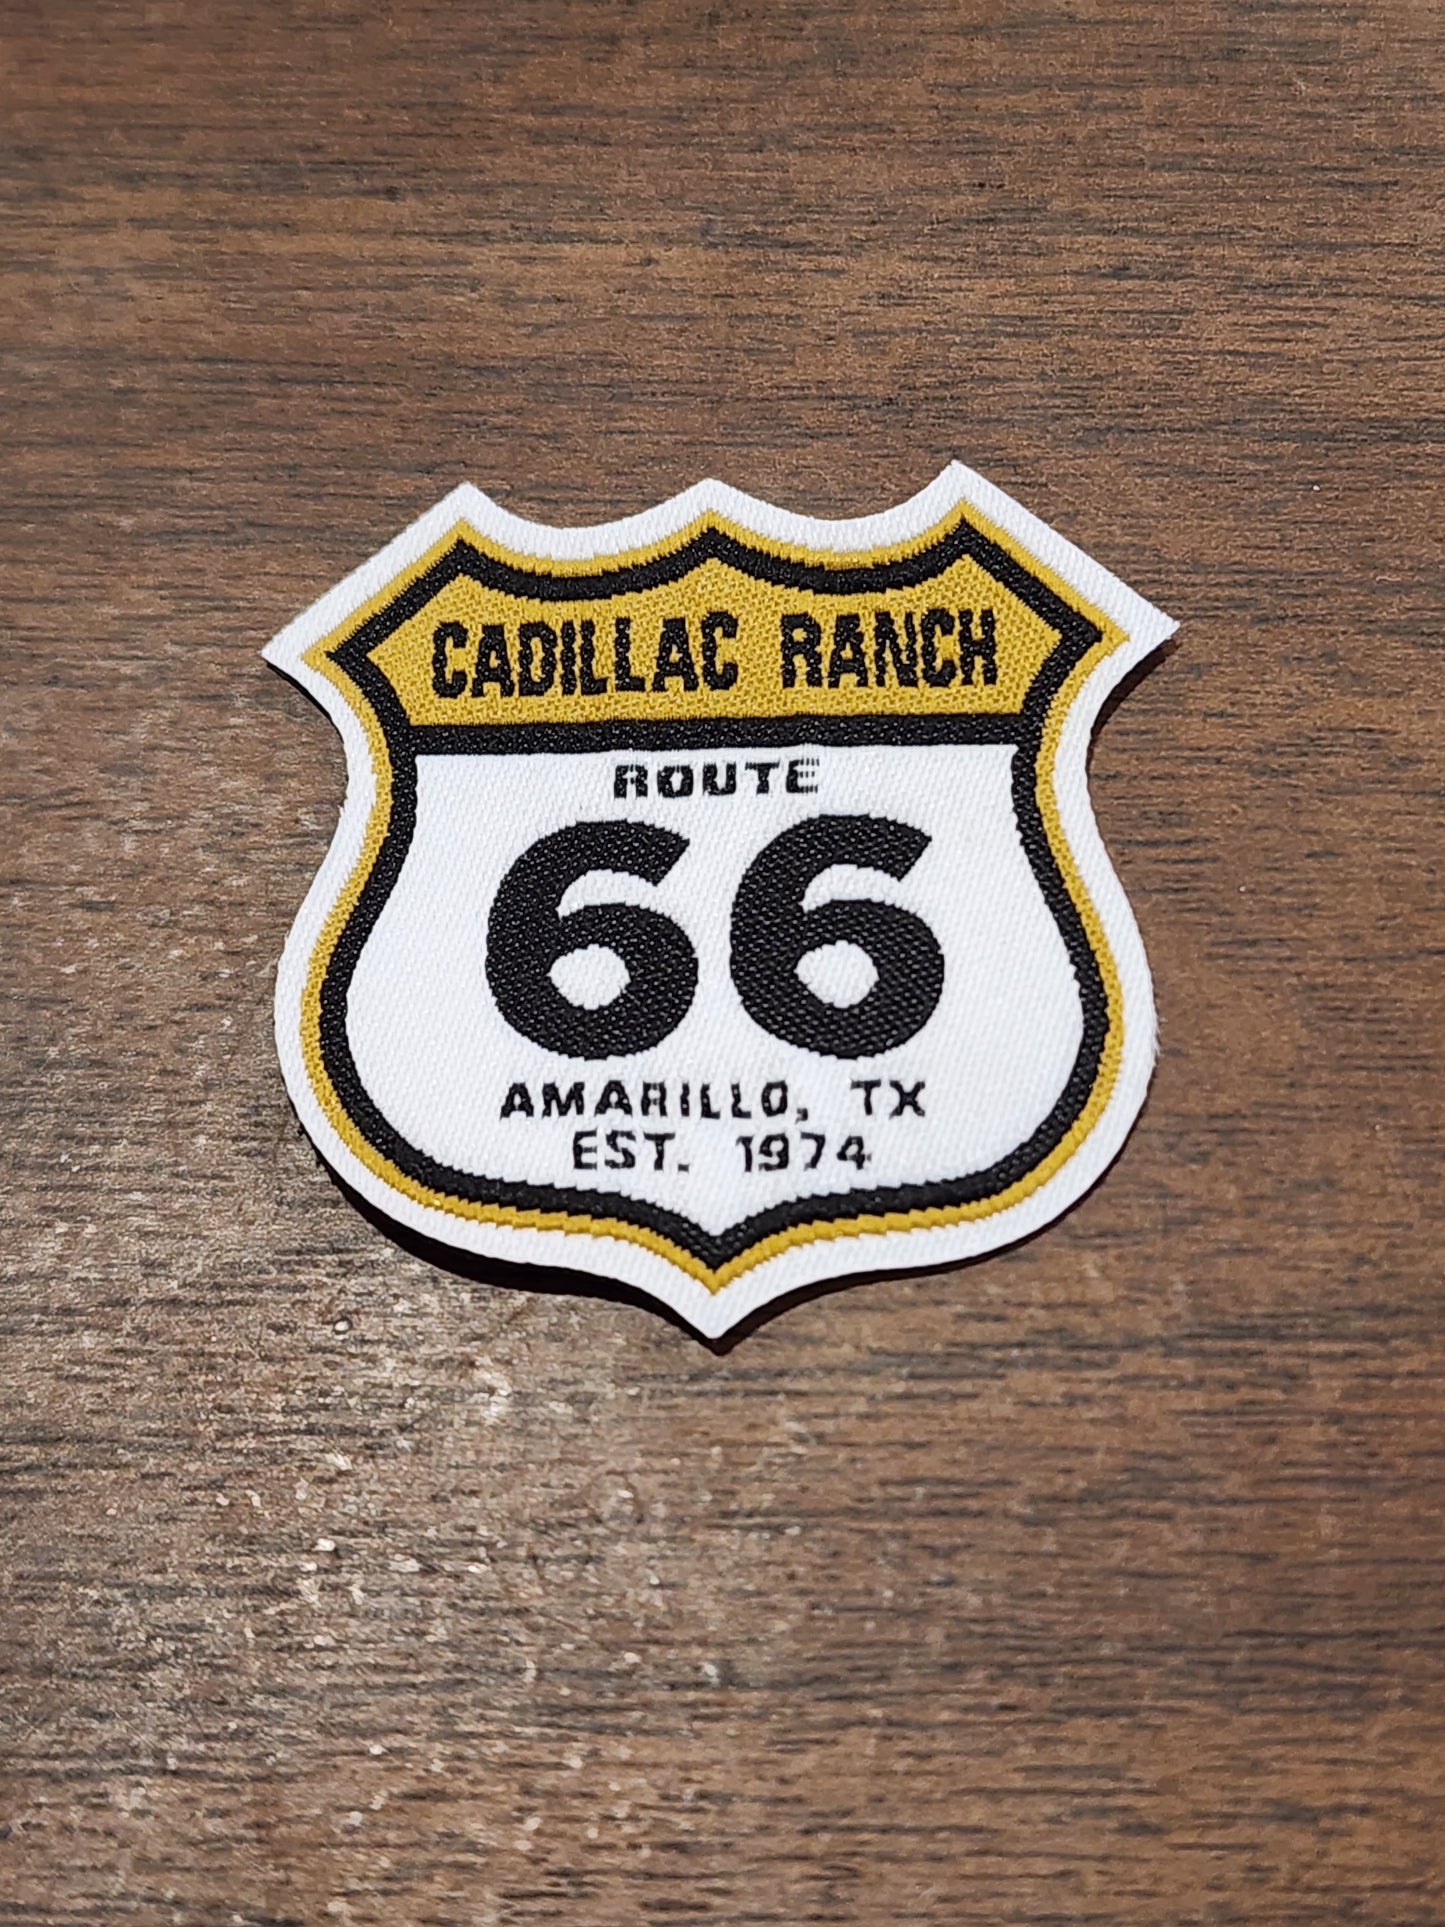 CADILLAC RANCH
ROUTE
66
AMARILLO, TX
EST. 1974